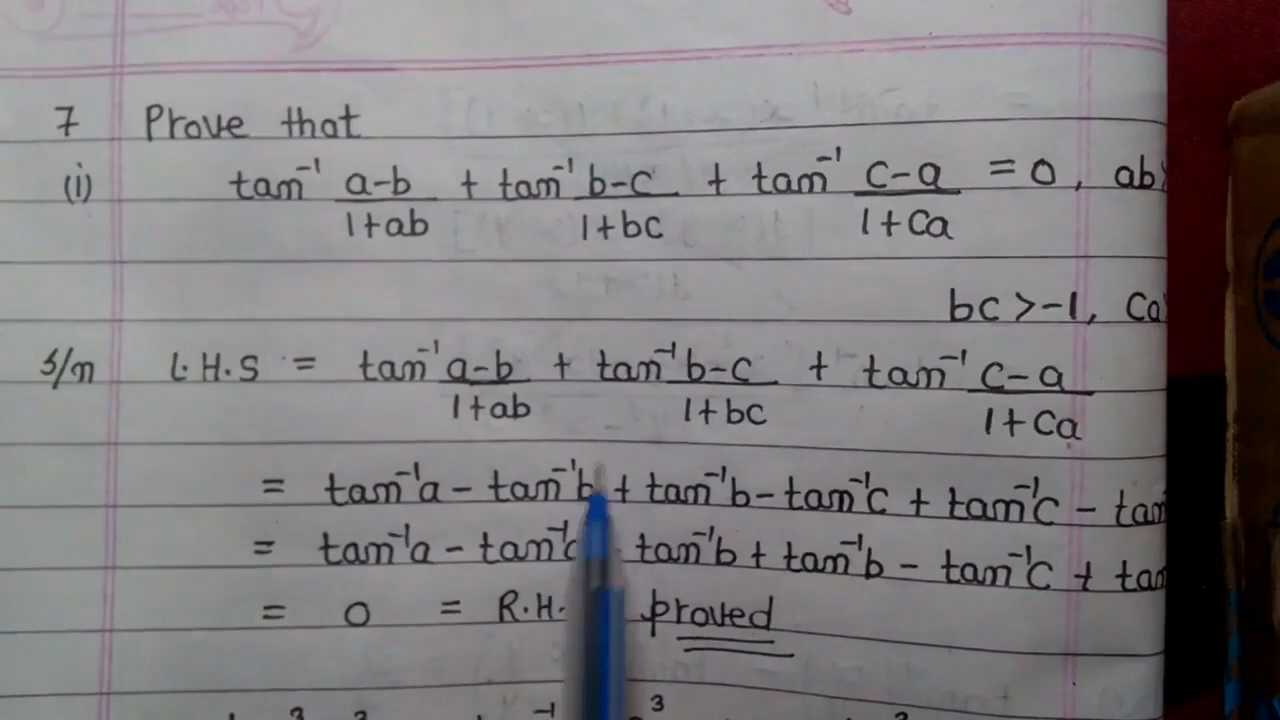 7 Prove that
(i) tan⁻¹ a-b/1+ab + tan⁻¹ b-c/1+bc + tan⁻¹ c-a/1+ca = 0, ab
bc > -1, ca
s/n L.H.S = tan⁻¹ a-b/1+ab + tan⁻¹ b-c/1+bc + tan⁻¹ c-a/1+ca
= tan⁻¹a - tan⁻¹b + tan⁻¹b - tan⁻¹c + tan⁻¹c - tan
= tan⁻¹a - tan⁻¹ tan⁻¹b + tan⁻¹b - tan⁻¹c + tan
= 0 = R.H. proved